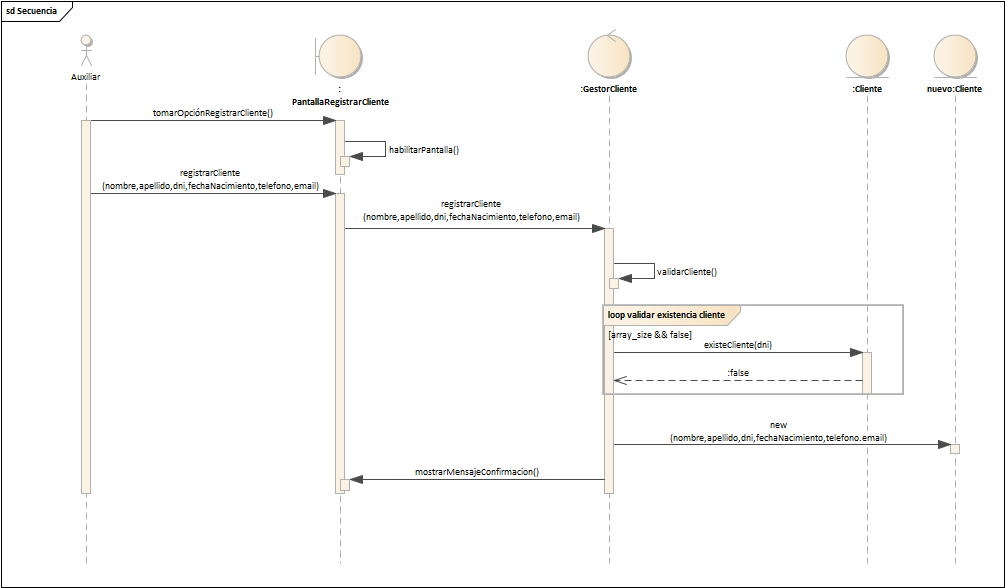 sd Secuencia
Auxiliar
:
PantallaRegistrarCliente
:GestorCliente
:Cliente
nuevo:Cliente
tomarOpciónRegistrarCliente()
habilitarPantalla()
registrarCliente
(nombre,apellido,dni,fechaNacimiento,telefono,email)
registrarCliente
(nombre,apellido,dni,fechaNacimiento,telefono,email)
validarCliente()
loop validar existencia cliente
[array_size && false]
existeCliente(dni)
:false
new
(nombre,apellido,dni,fechaNacimiento,telefono.email)
mostrarMensajeConfirmacion()